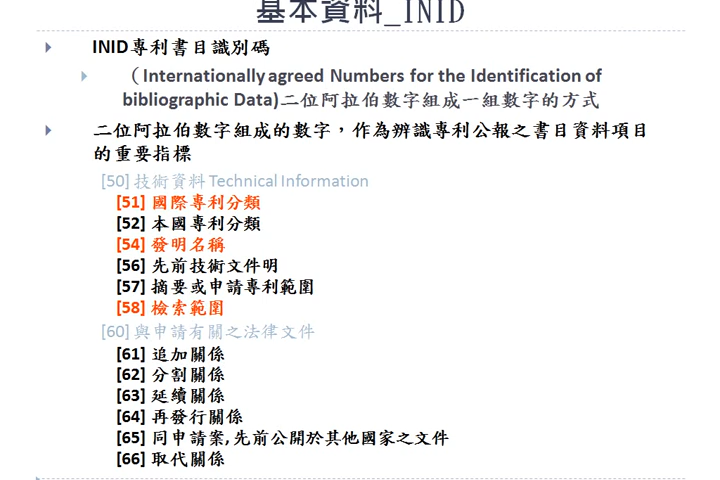 基本資料_INID
INID專利書目識別碼
（Internationally agreed Numbers for the Identification of
bibliographic Data)二位阿拉伯數字組成一組數字的方式
二位阿拉伯數字組成的數字，作為辨識專利公報之書目資料項目
的重要指標
[50] 技術資料 Technical Information
[51] 國際專利分類
[52] 本國專利分類
[54] 發明名稱
[56] 先前技術文件明
[57] 摘要或申請專利範圍
[58] 檢索範圍
[60] 與申請有關之法律文件
[61] 追加關係
[62] 分割關係
[63] 延續關係
[64] 再發行關係
[65] 同申請案,先前公開於其他國家之文件
[66] 取代關係